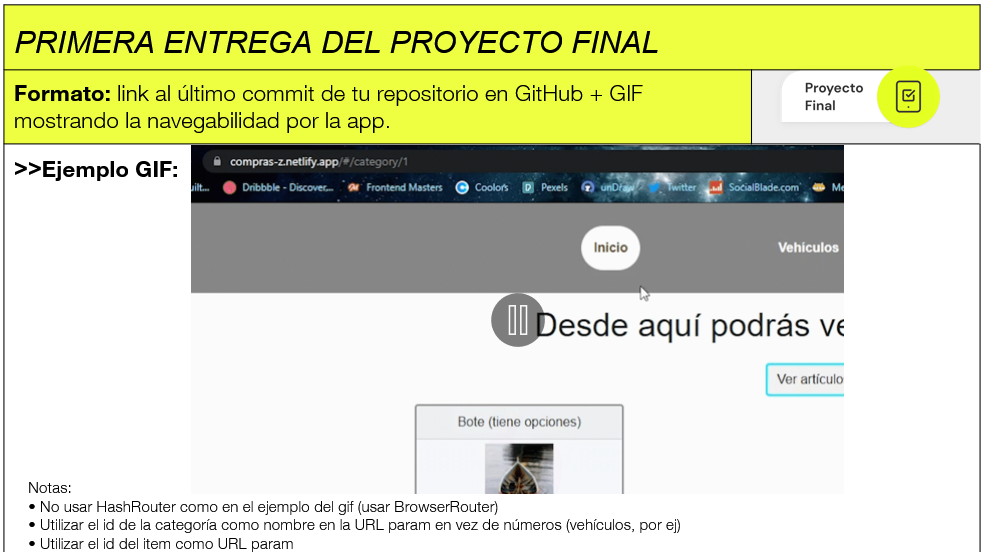 PRIMERA ENTREGA DEL PROYECTO FINAL
Formato: link al último commit de tu repositorio en GitHub + GIF
mostrando la navegabilidad por la app.
Proyecto
Final
>>Ejemplo GIF:
compras-z.netlify.app/#/category/1
uilt... Dribbble - Discover... Frontend Masters Coolors Pexels unDraw Twitter SocialBlade.com Me
Inicio Vehículos
Desde aquí podrás ve
Ver artículo
Bote (tiene opciones)
Notas:
• No usar HashRouter como en el ejemplo del gif (usar BrowserRouter)
• Utilizar el id de la categoría como nombre en la URL param en vez de números (vehículos, por ej)
• Utilizar el id del item como URL param